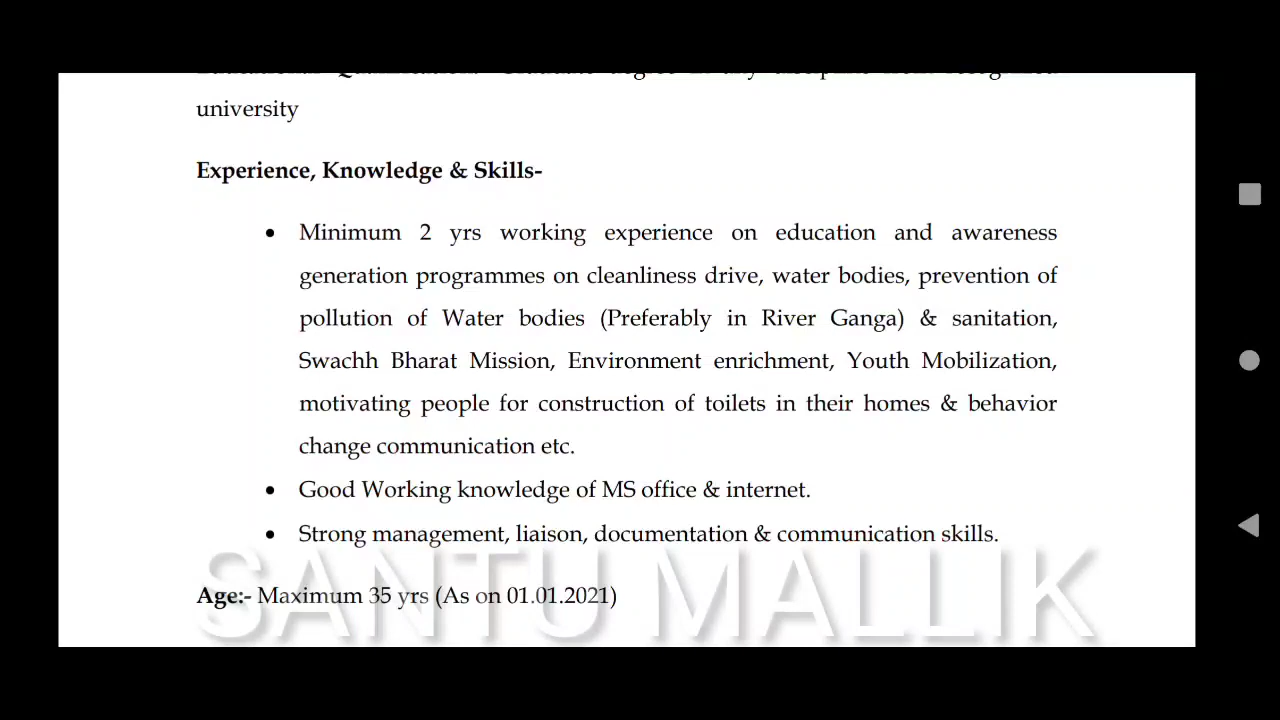 university
Experience, Knowledge & Skills-
• Minimum 2 yrs working experience on education and awareness
generation programmes on cleanliness drive, water bodies, prevention of
pollution of Water bodies (Preferably in River Ganga) & sanitation,
Swachh Bharat Mission, Environment enrichment, Youth Mobilization,
motivating people for construction of toilets in their homes & behavior
change communication etc.
• Good Working knowledge of MS office & internet.
• Strong management, liaison, documentation & communication skills.
Age:- Maximum 35 yrs (As on 01.01.2021)
SANTU MALLIK